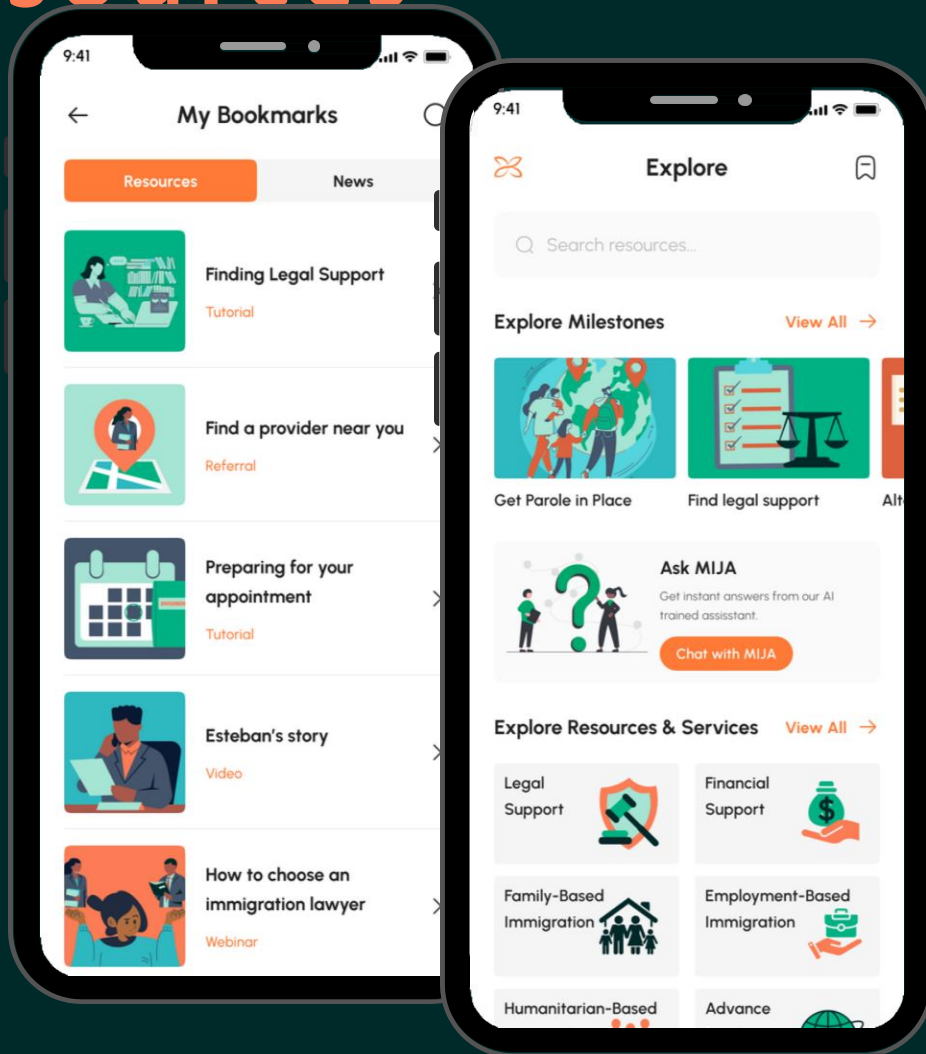 9:41
My Bookmarks
Resources
News
Finding Legal Support
Tutorial
Find a provider near you
Referral
Preparing for your
appointment
Tutorial
Esteban's story
Video
How to choose an
immigration lawyer
Webinar
9:41
Explore
Search resources...
Explore Milestones
View All
Get Parole in Place
Find legal support
Alt
Ask MIJA
Get instant answers from our AI
trained assisstant.
Chat with MIJA
Explore Resources & Services
View All
Legal
Support
Financial
Support
Family-Based
Immigration
Employment-Based
Immigration
Humanitarian-Based
Advance